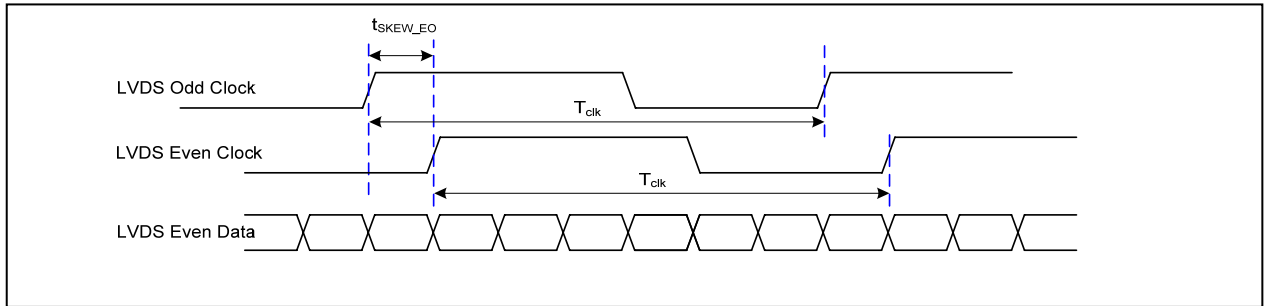 tSKEW_EO
LVDS Odd Clock
Tclk
LVDS Even Clock
Tclk
LVDS Even Data